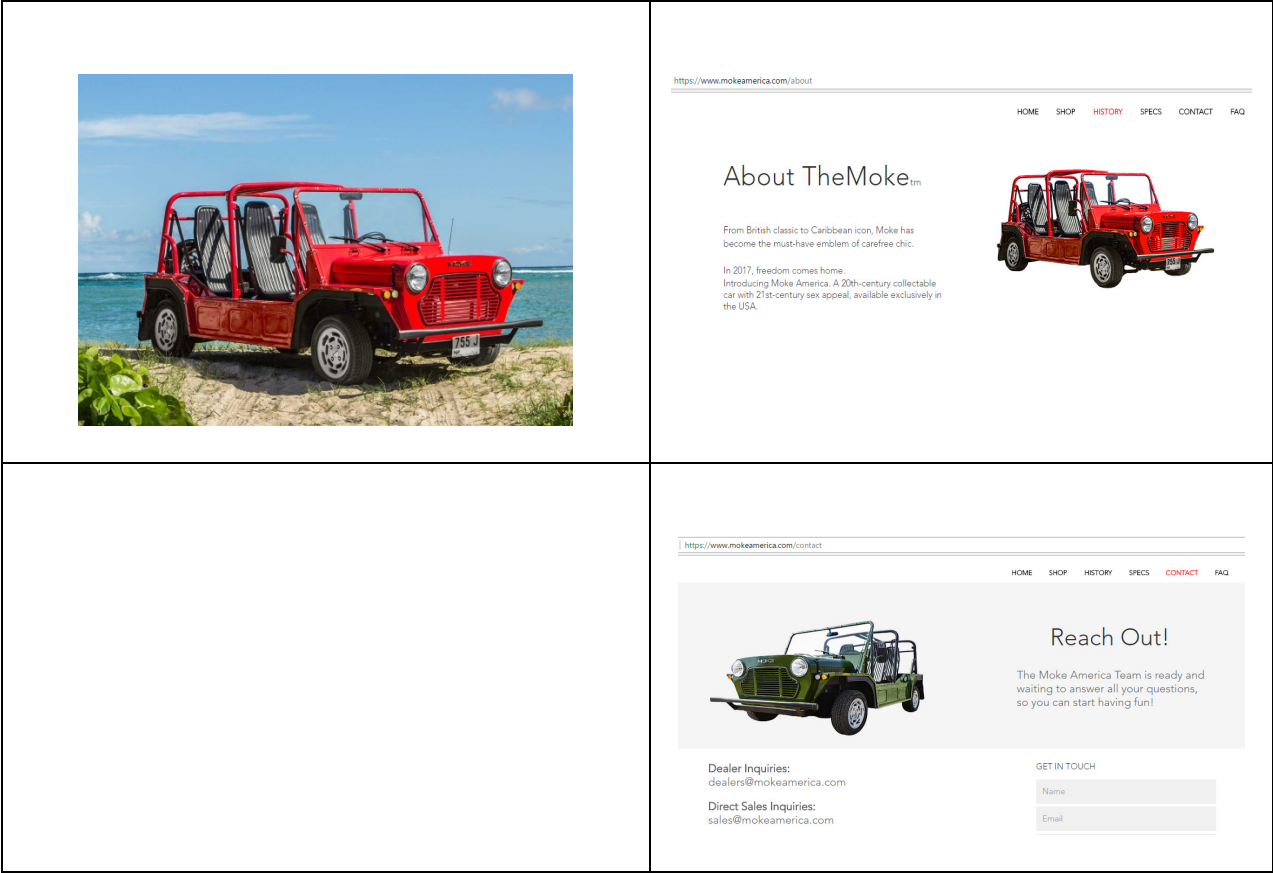 MOKE
755 J
https://www.mokeamerica.com/about
HOME SHOP HISTORY SPECS CONTACT FAQ
About TheMoke tm
From British classic to Caribbean icon, Moke has
become the must-have emblem of carefree chic.
In 2017, freedom comes home.
Introducing Moke America. A 20th-century collectable
car with 21st-century sex appeal, available exclusively in
the USA.
755 J
https://www.mokeamerica.com/contact
HOME SHOP HISTORY SPECS CONTACT FAQ
MOKE
Reach Out!
The Moke America Team is ready and
waiting to answer all your questions,
so you can start having fun!
Dealer Inquiries:
dealers@mokeamerica.com
Direct Sales Inquiries:
sales@mokeamerica.com
GET IN TOUCH
Name
Email